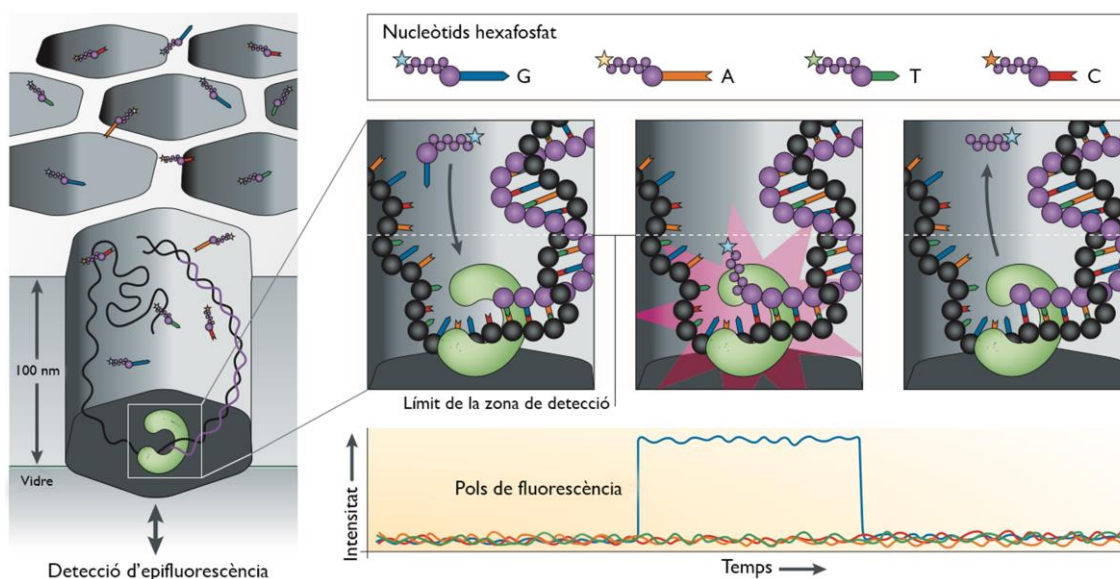 Nucleòtids hexafosfat
G
A
T
C
100 nm
Vidre
Detecció d'epifluorescència
Límit de la zona de detecció
Intensitat
Pols de fluorescència
Temps